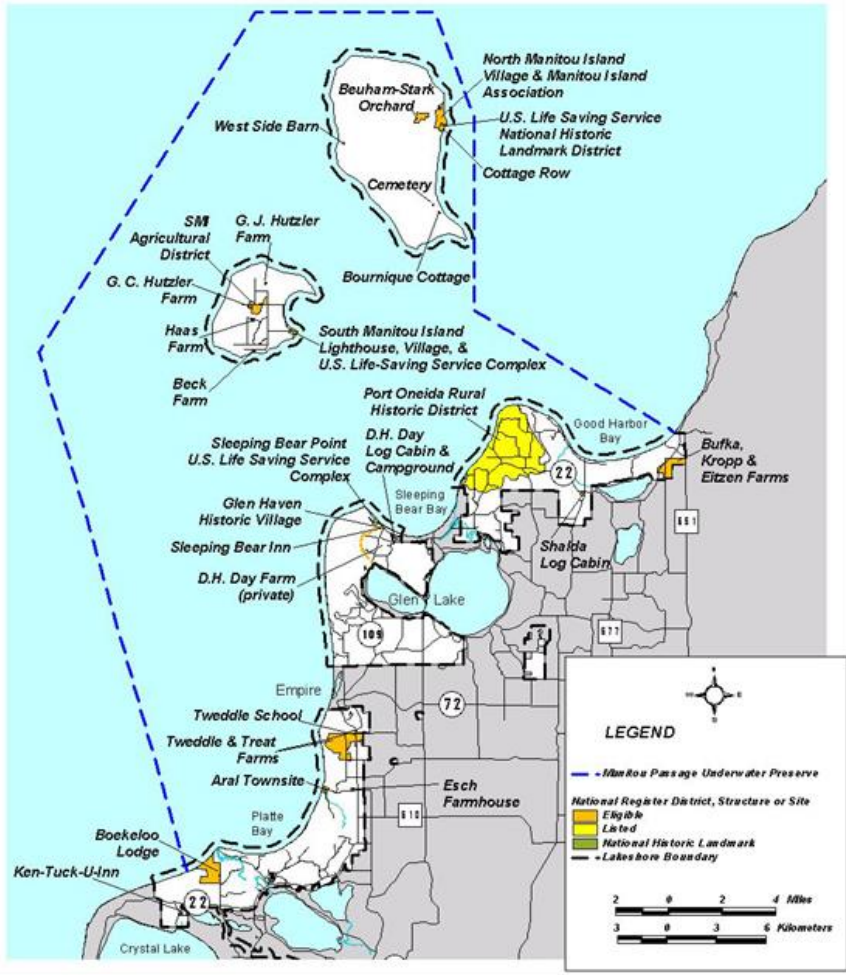 North Manitou Island
Village & Manitou Island
Association
Beuham-Stark
Orchard
U.S. Life Saving Service
National Historic
Landmark District
West Side Barn
Cottage Row
Cemetery
SMI
Agricultural
District
G. J. Hutzler
Farm
Bournique Cottage
G. C. Hutzler
Farm
Haas
Farm
South Manitou Island
Lighthouse, Village, &
U.S. Life-Saving Service Complex
Beck
Farm
Port Oneida Rural
Historic District
Good Harbor
Bay
Sleeping Bear Point
U.S. Life Saving Service
Complex
D.H. Day
Log Cabin
& Campground
Bufka,
Kropp &
Eitzen Farms
22
Sleeping
Bear Bay
Glen Haven
Historic Village
651
Sleeping Bear Inn
Shalda
Log Cabin
D.H. Day Farm
(private)
Glen Lake
109
677
Empire
72
Tweddle School
Tweddle & Treat
Farms
Aral Townsite
Esch
Farmhouse
Platte
Bay
610
Boekeloo
Lodge
Ken-Tuck-U-Inn
22
Crystal Lake
N
W E
S
LEGEND
Manitou Passage Underwater Preserve
National Register District, Structure or Site
Eligible
Listed
National Historic Landmark
Lakeshore Boundary
2 0 2 4 Miles
3 0 3 6 Kilometers